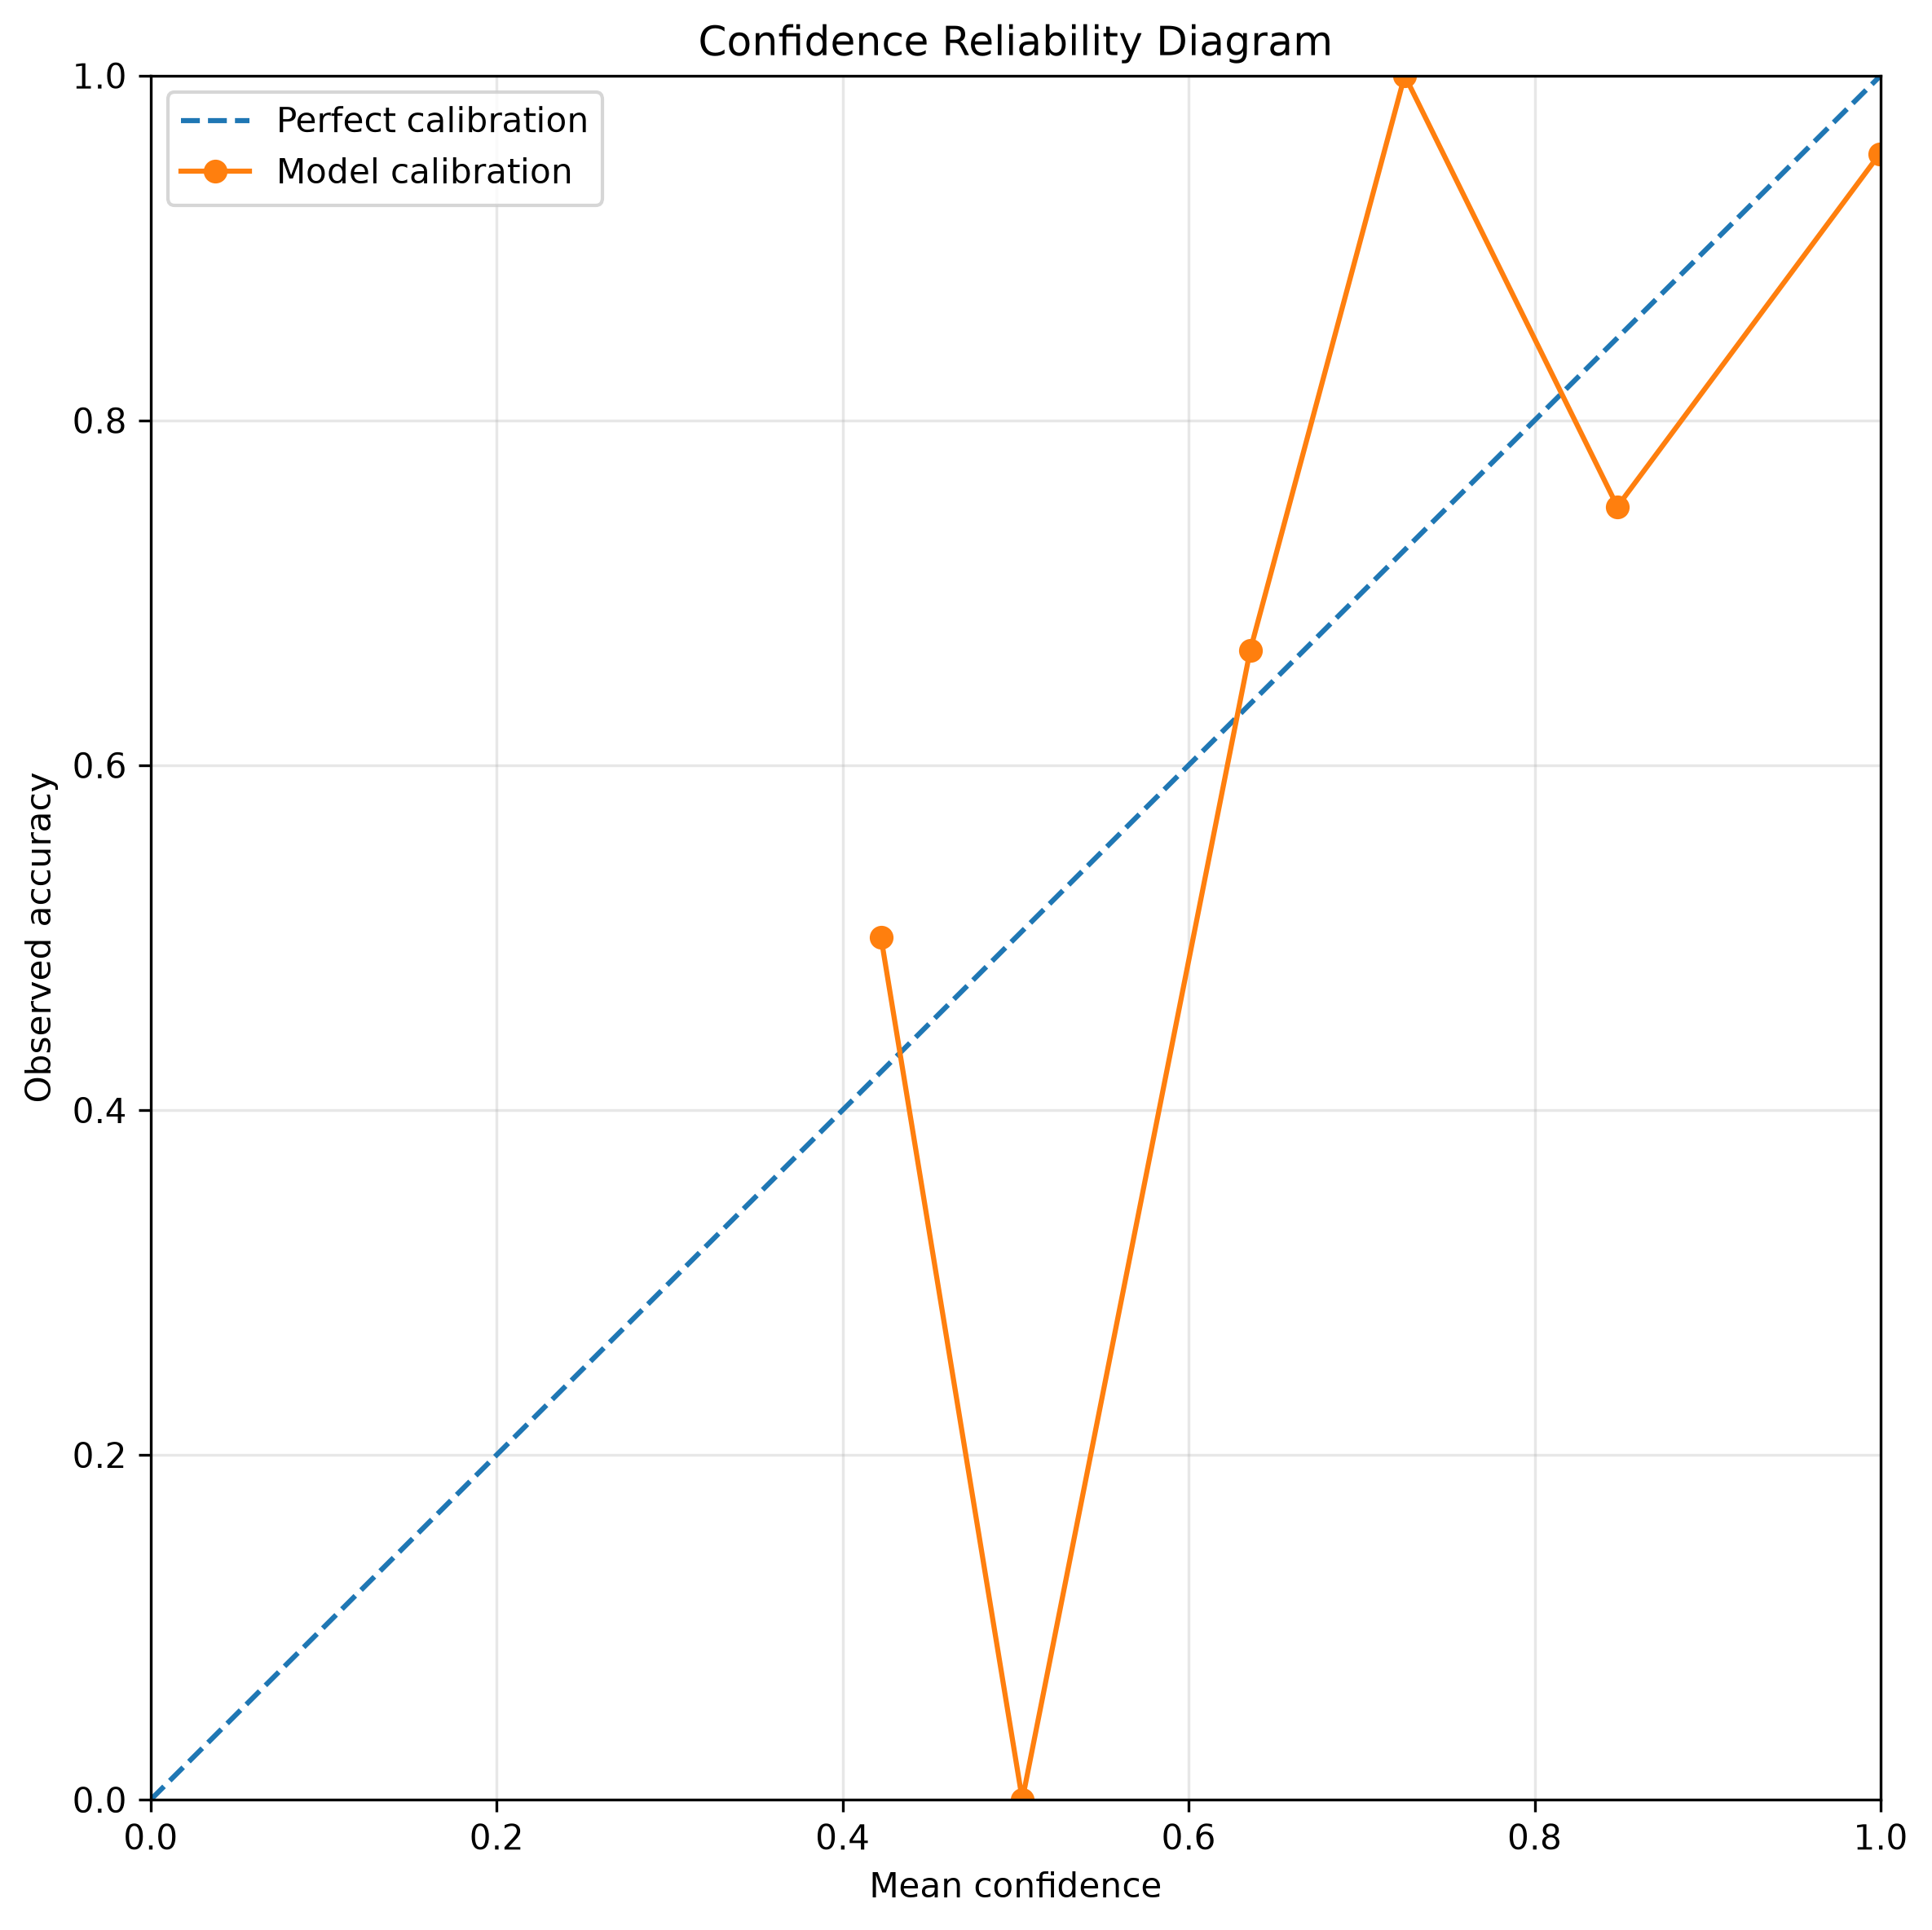 Confidence Reliability Diagram
Perfect calibration
Model calibration
1.0
0.8
0.6
0.4
0.2
0.0
Observed accuracy
0.0 0.2 0.4 0.6 0.8 1.0
Mean confidence